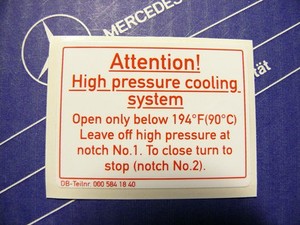 MERCEDES
ität
Attention!
High pressure cooling
system
Open only below 194°F(90°C)
Leave off high pressure at
notch No.1. To close turn to
stop (notch No.2).
DB-Teilnr. 000 584 18 40